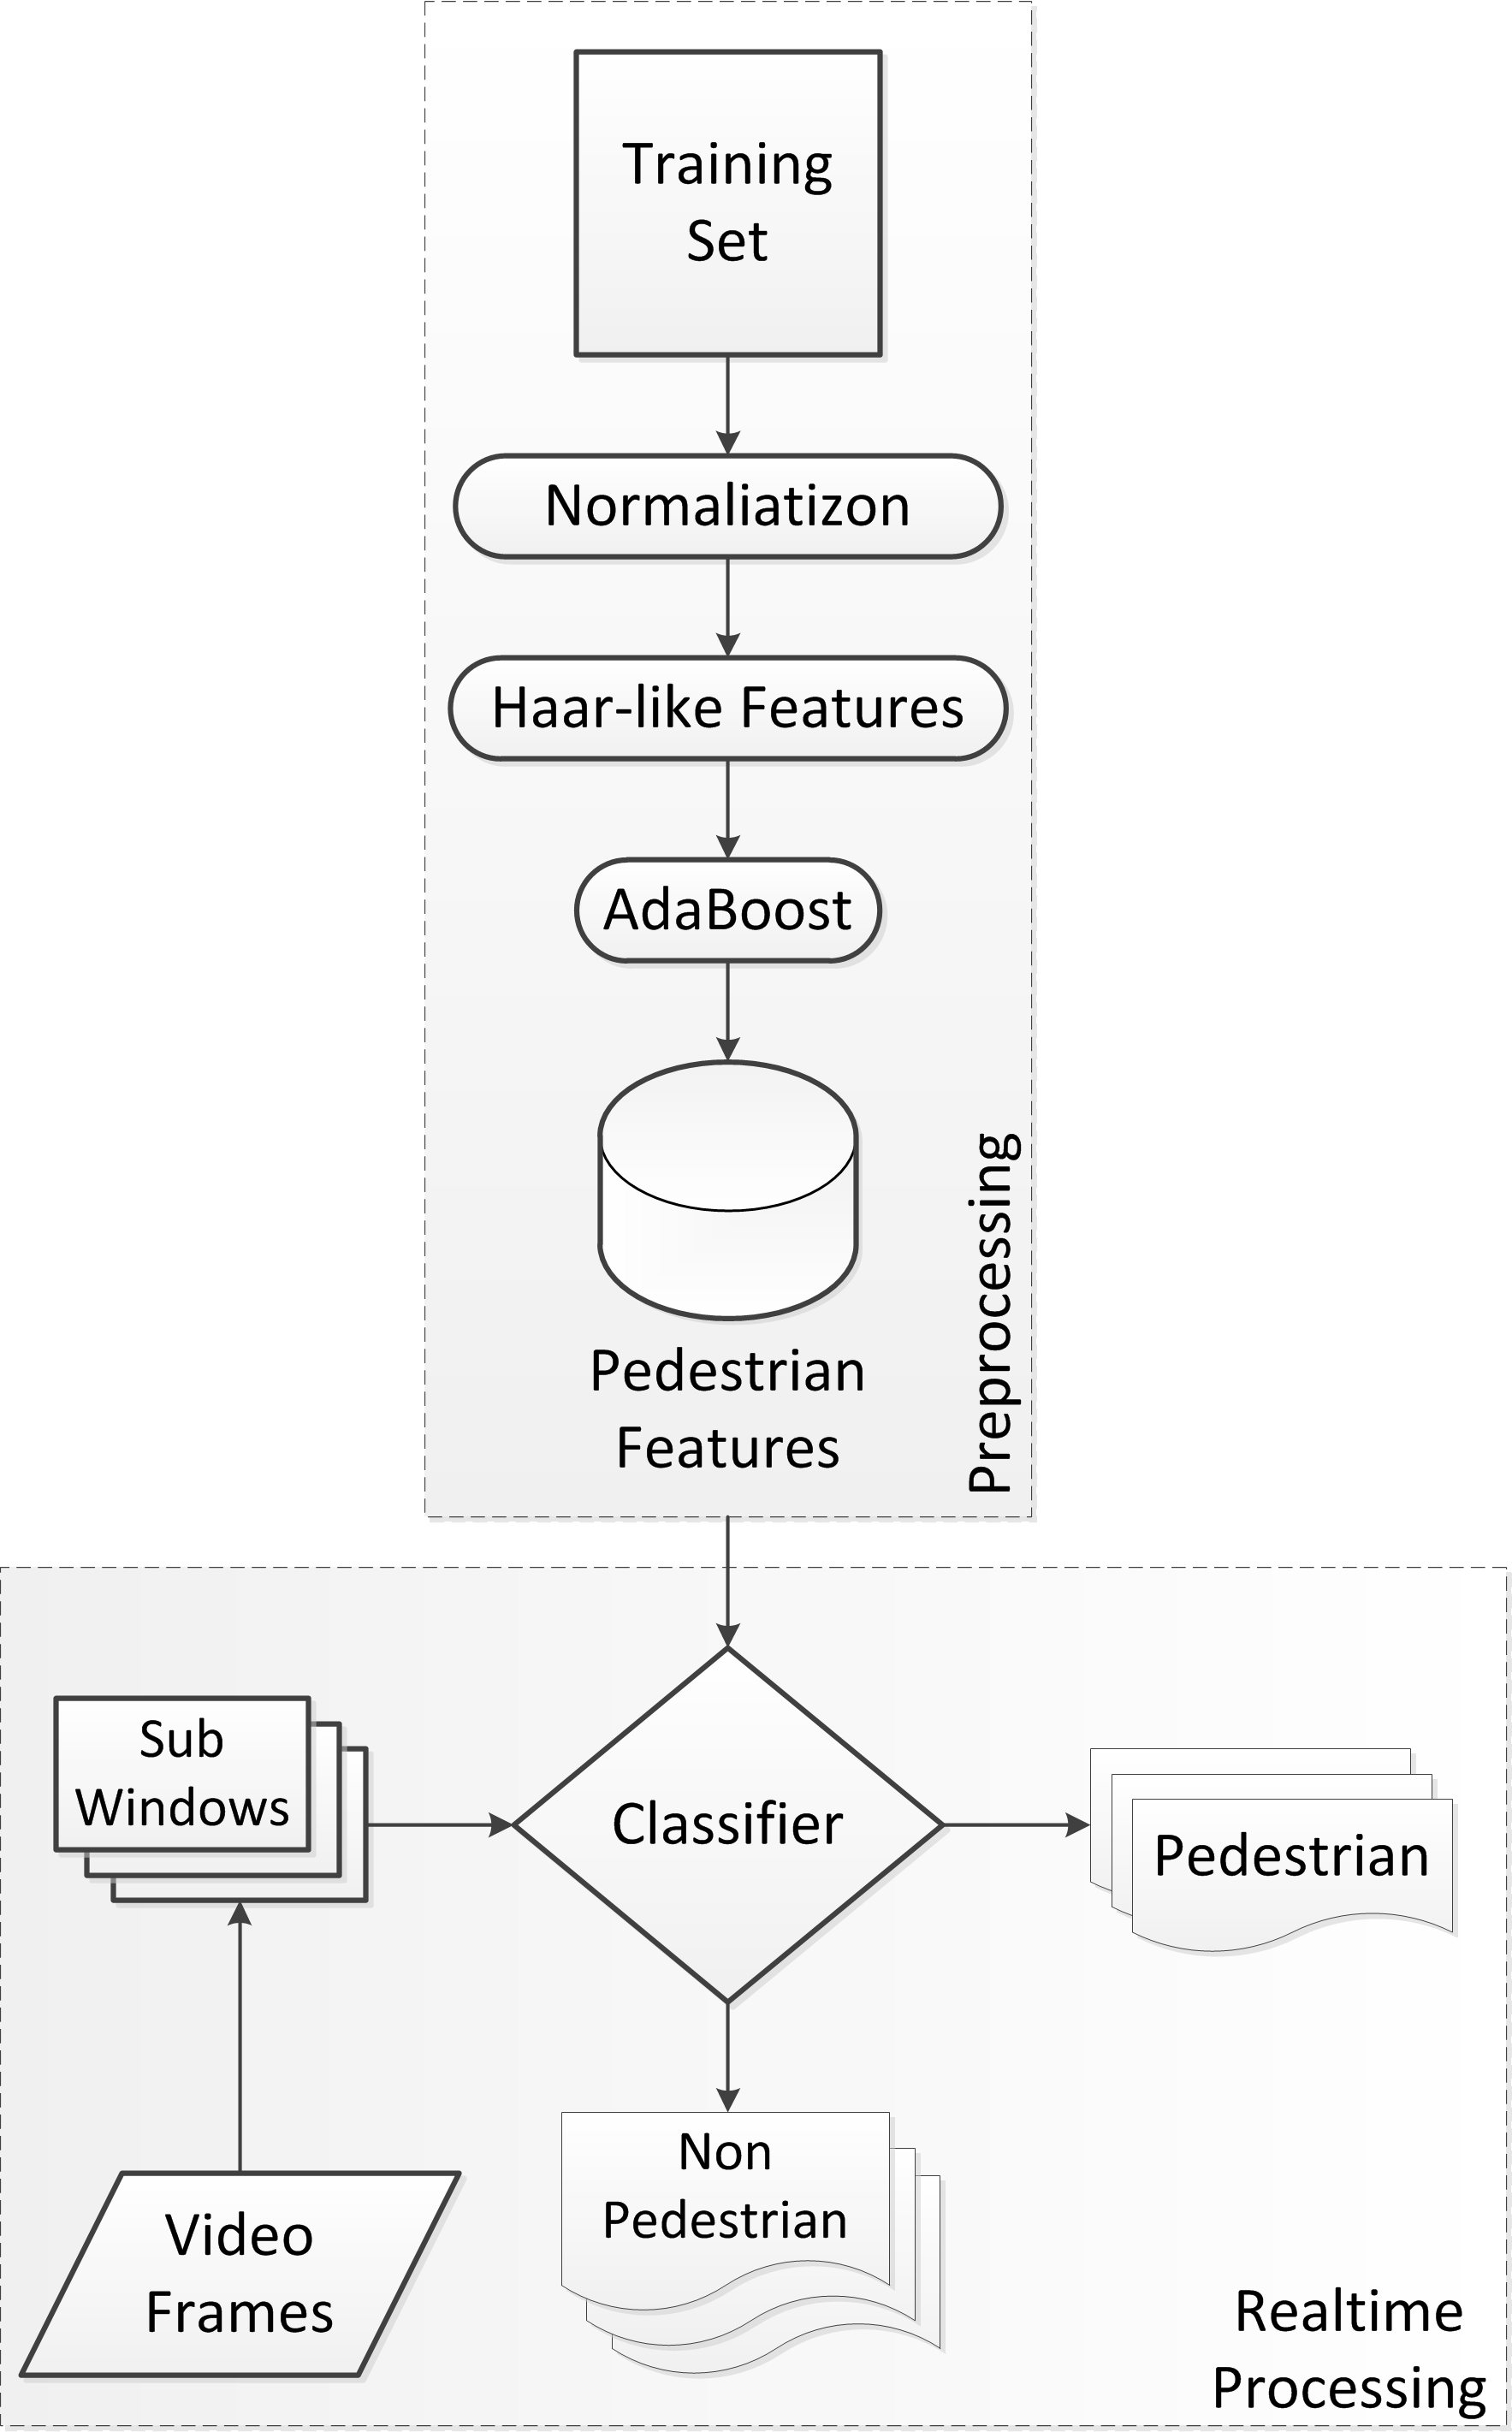 Training
Set
Normaliatizon
Haar-like Features
AdaBoost
Pedestrian
Features
Preprocessing
Sub
Windows
Classifier
Pedestrian
Non
Pedestrian
Video
Frames
Realtime
Processing